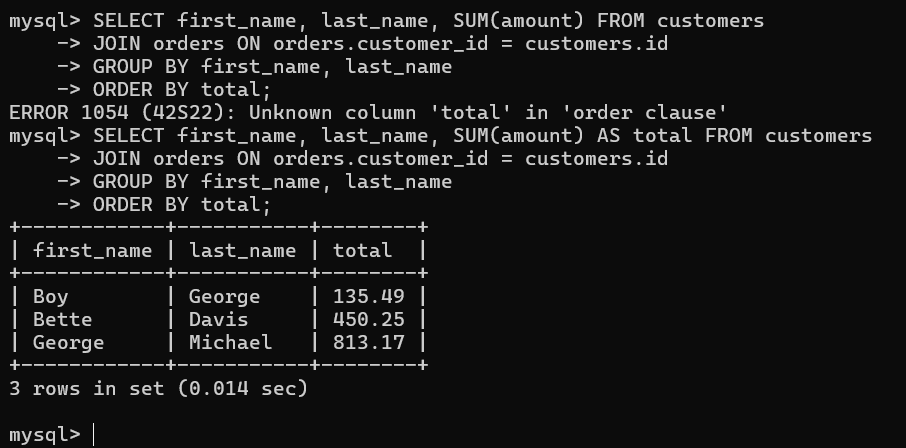 mysql> SELECT first_name, last_name, SUM(amount) FROM customers
    -> JOIN orders ON orders.customer_id = customers.id
    -> GROUP BY first_name, last_name
    -> ORDER BY total;
ERROR 1054 (42S22): Unknown column 'total' in 'order clause'
mysql> SELECT first_name, last_name, SUM(amount) AS total FROM customers
    -> JOIN orders ON orders.customer_id = customers.id
    -> GROUP BY first_name, last_name
    -> ORDER BY total;
+------------+-----------+--------+
| first_name | last_name | total  |
+------------+-----------+--------+
| Boy        | George    | 135.49 |
| Bette      | Davis     | 450.25 |
| George     | Michael   | 813.17 |
+------------+-----------+--------+
3 rows in set (0.014 sec)
mysql>